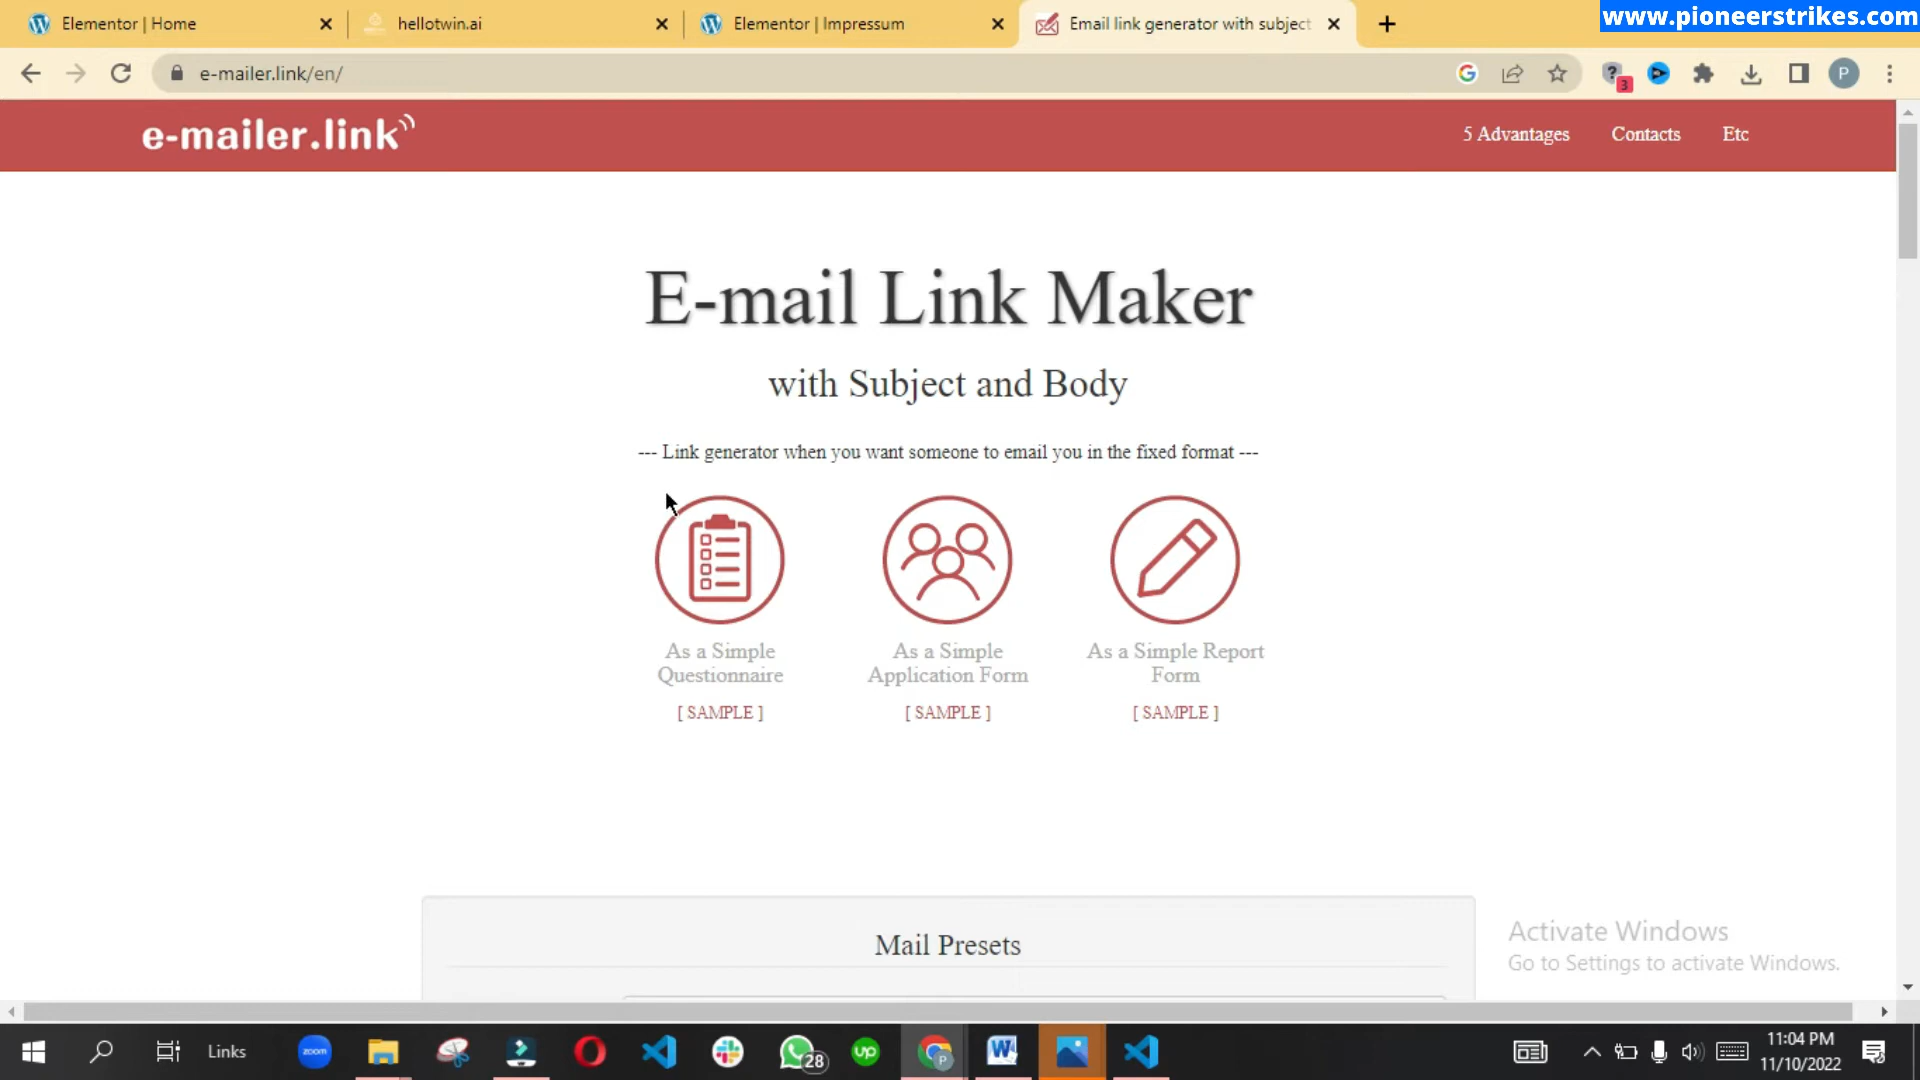 Elementor | Home
hellotwin.ai
Elementor | Impressum
Email link generator with subject
www.pioneerstrikes.com
e-mailer.link/en/
3
P
e-mailer.link
5 Advantages
Contacts
Etc
E-mail Link Maker
with Subject and Body
--- Link generator when you want someone to email you in the fixed format ---
As a Simple
Questionnaire
[ SAMPLE ]
As a Simple
Application Form
[ SAMPLE ]
As a Simple Report
Form
[ SAMPLE ]
Mail Presets
Activate Windows
Go to Settings to activate Windows.
Links
zoom
28
up
P
W
11:04 PM
11/10/2022